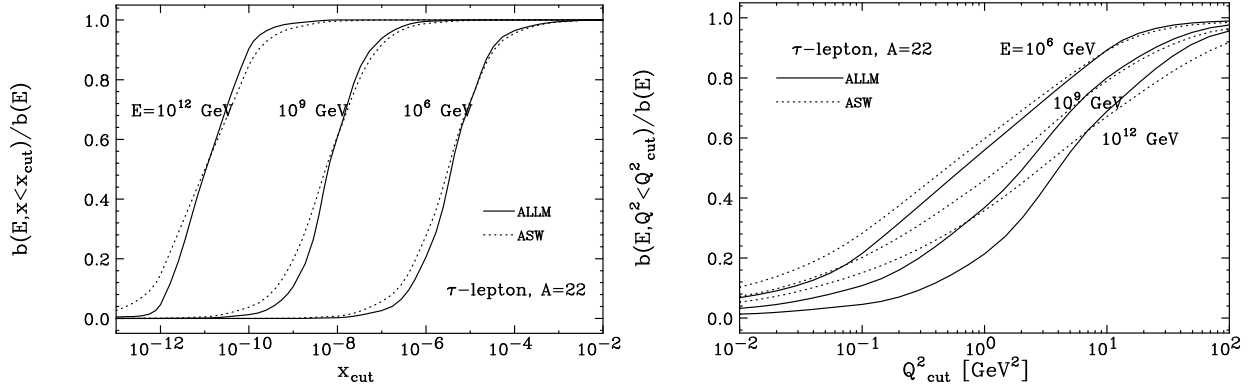 b(E,x<x_cut)/b(E)
1.0
0.8
0.6
0.4
0.2
0.0
E=10^12 GeV
10^9 GeV
10^6 GeV
ALLM
ASW
τ-lepton, A=22
10^-12
10^-10
10^-8
10^-6
10^-4
10^-2
x_cut
b(E,Q^2<Q^2_cut)/b(E)
1.0
0.8
0.6
0.4
0.2
0.0
τ-lepton, A=22
ALLM
ASW
E=10^6 GeV
10^9 GeV
10^12 GeV
10^-2
10^-1
10^0
10^1
10^2
Q^2_cut [GeV^2]